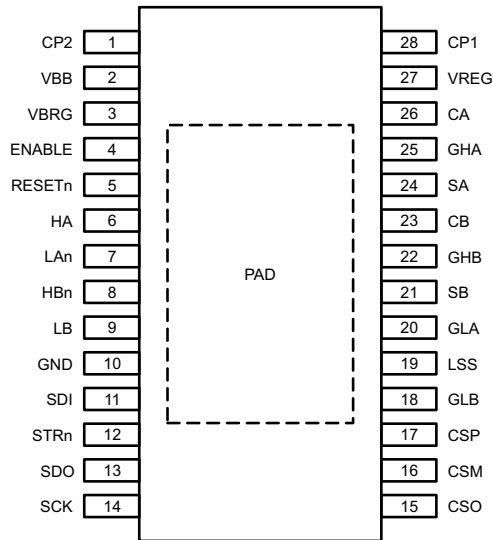 CP2 1 28 CP1
VBB 2 27 VREG
VBRG 3 26 CA
ENABLE 4 25 GHA
RESETn 5 24 SA
HA 6 23 CB
LAn 7 22 GHB
PAD
HBn 8 21 SB
LB 9 20 GLA
GND 10 19 LSS
SDI 11 18 GLB
STRn 12 17 CSP
SDO 13 16 CSM
SCK 14 15 CSO